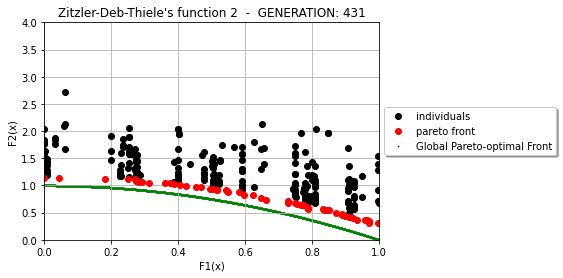 Zitzler-Deb-Thiele's function 2 - GENERATION: 431
4.0
3.5
3.0
2.5
2.0
1.5
1.0
0.5
0.0
F2(x)
0.0 0.2 0.4 0.6 0.8 1.0
F1(x)
individuals
pareto front
Global Pareto-optimal Front